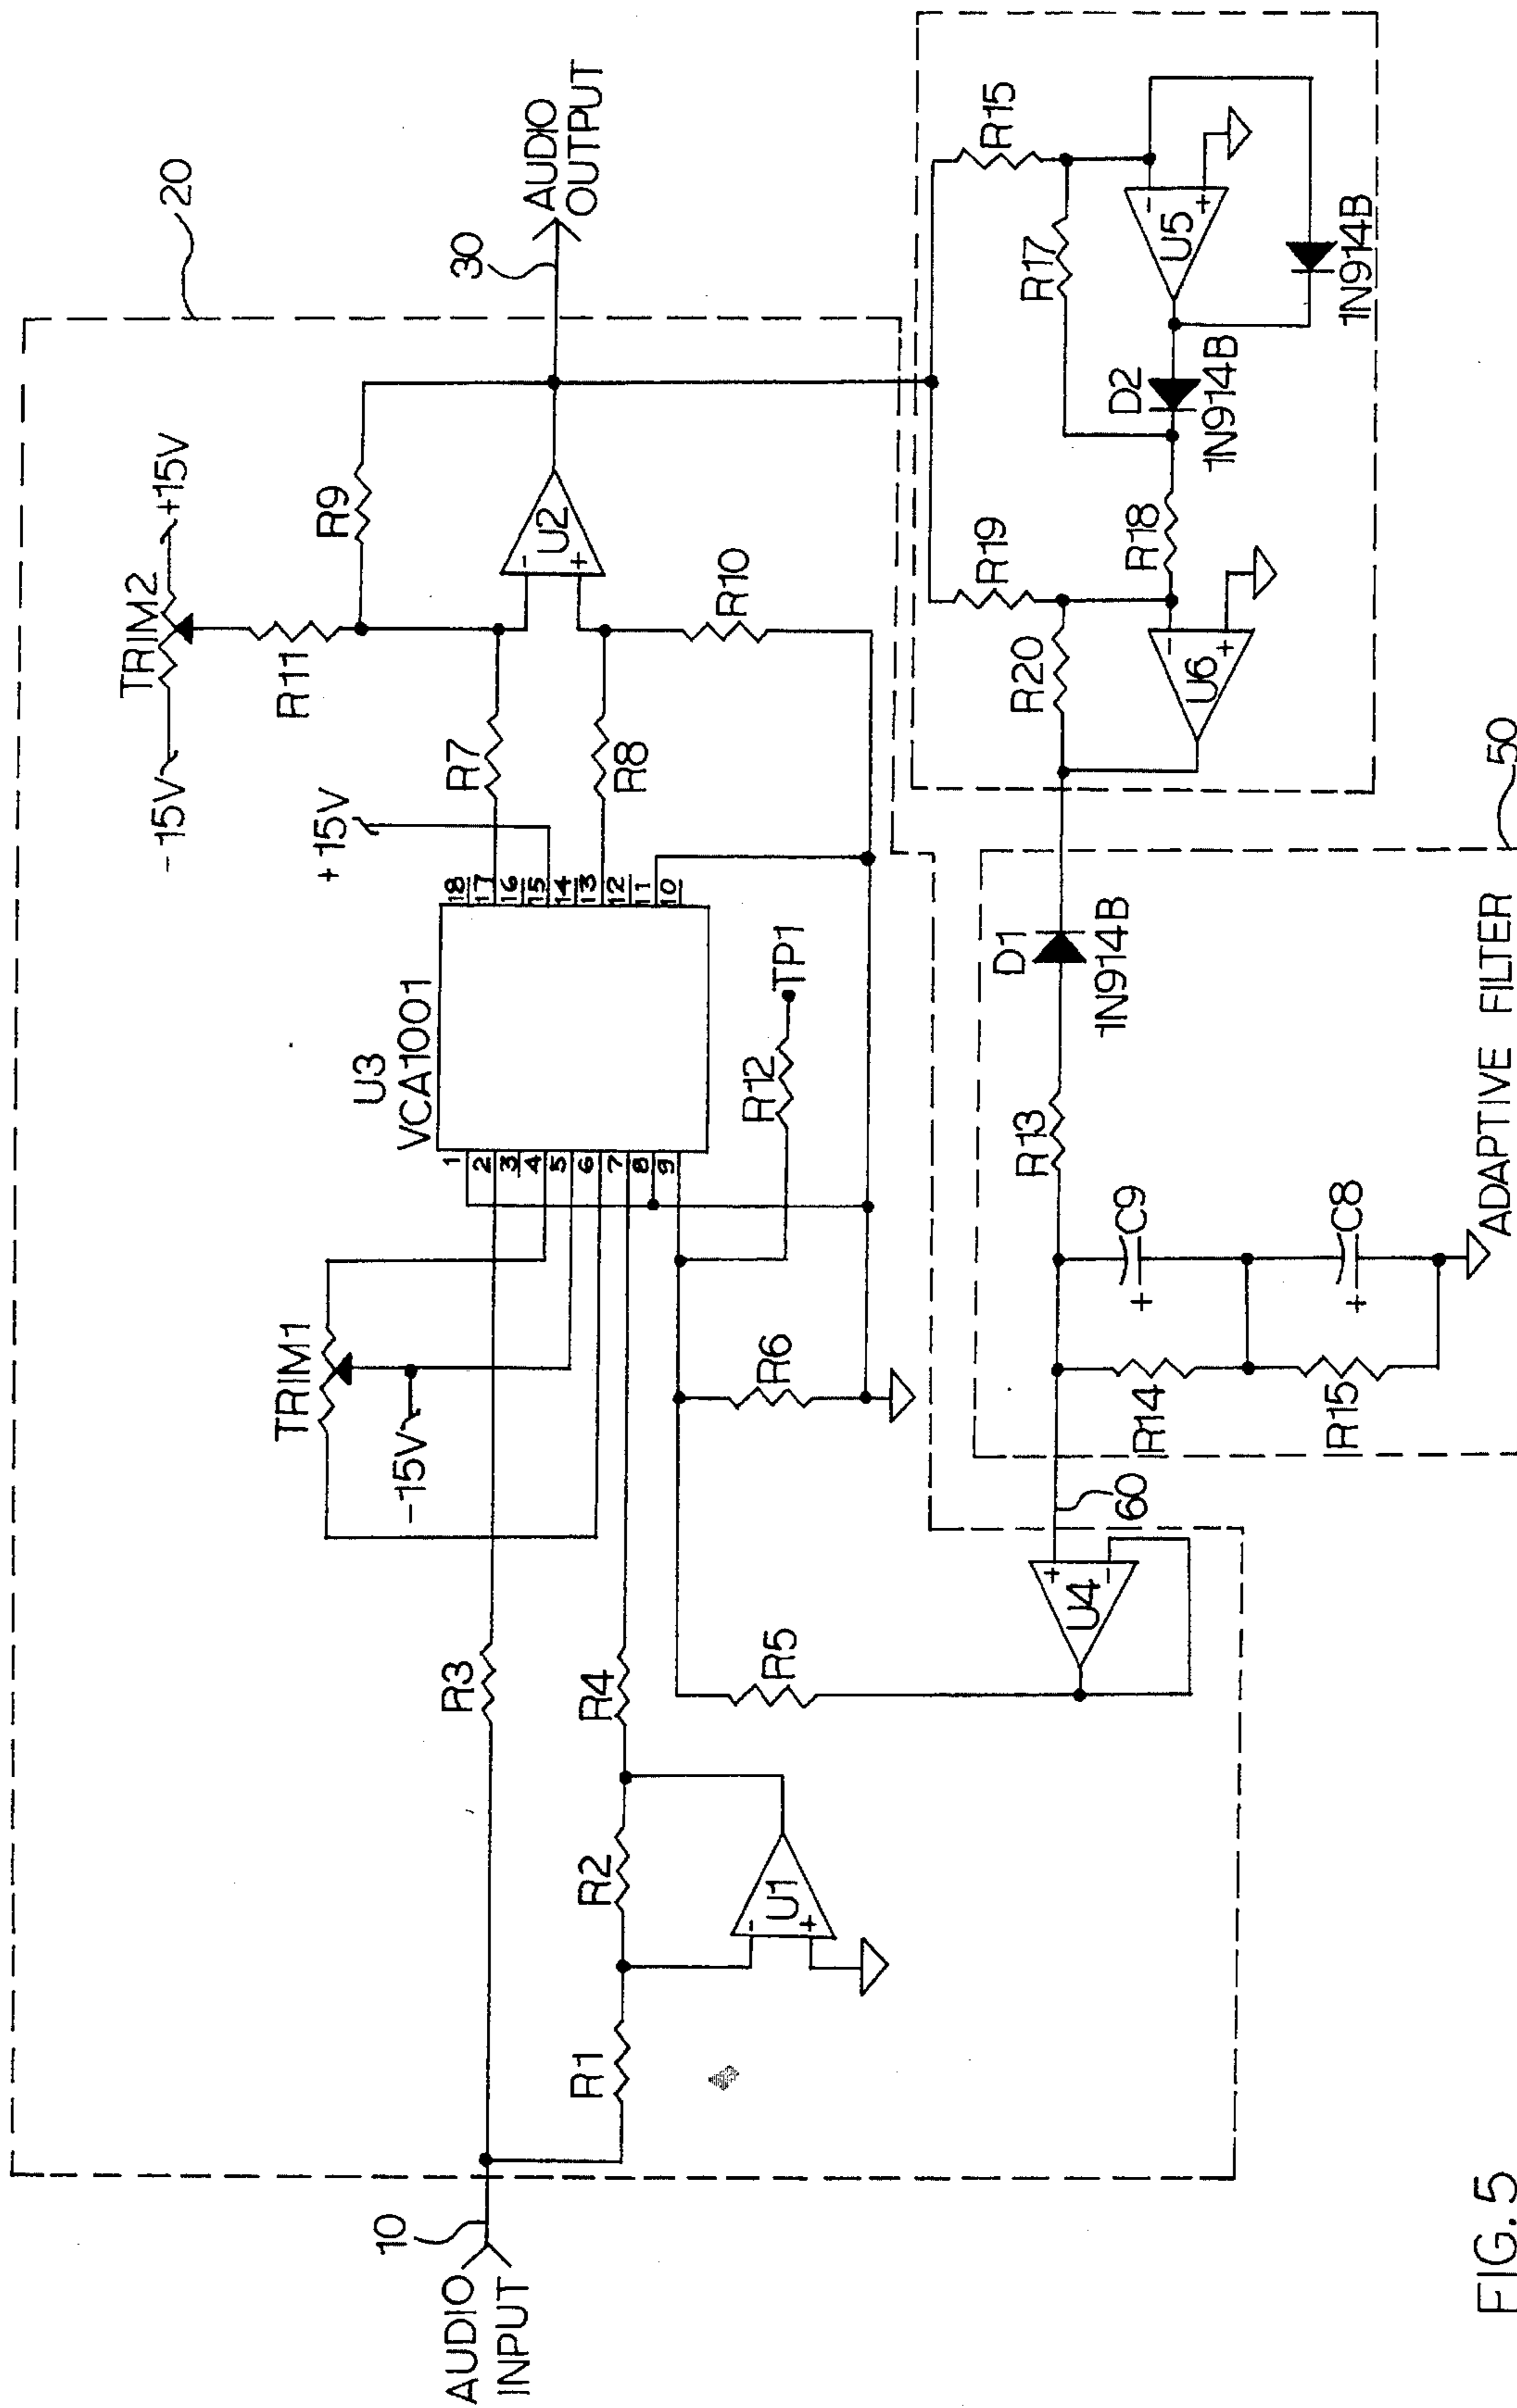 20
TRIM2
-15V
+15V
R11
R9
30
AUDIO
OUTPUT
+15V
R7
R8
U2
-
+
R10
TRIM1
-15V
U3
VCA1001
1
2
3
4
5
6
7
8
9
18
17
16
15
14
13
12
11
10
R12
TP1
R6
10
AUDIO
INPUT
R3
R1
R2
R4
U1
-
+
R5
U4
+
-
60
R14
R15
C9
+
C8
+
R13
D1
1N914B
ADAPTIVE FILTER
50
R19
R20
U6
-
+
R18
D2
1N914B
R17
R15
U5
-
+
1N914B
FIG. 5